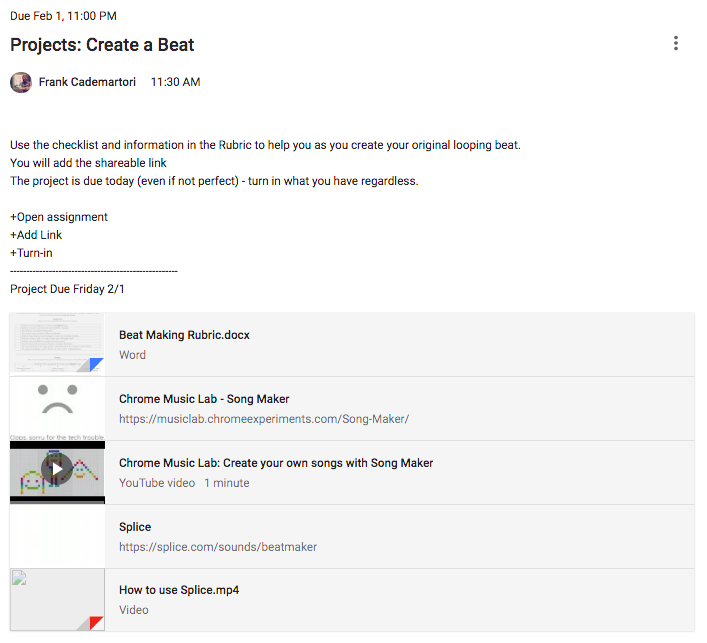 Due Feb 1, 11:00 PM
Projects: Create a Beat
Frank Cademartori 11:30 AM
Use the checklist and information in the Rubric to help you as you create your original looping beat.
You will add the shareable link
The project is due today (even if not perfect) - turn in what you have regardless.
+Open assignment
+Add Link
+Turn-in
----------------------------------------------------
Project Due Friday 2/1
Beat Making Rubric.docx
Word
Chrome Music Lab - Song Maker
https://musiclab.chromeexperiments.com/Song-Maker/
Oops, sorry for the tech trouble.
Chrome Music Lab: Create your own songs with Song Maker
YouTube video 1 minute
Splice
https://splice.com/sounds/beatmaker
How to use Splice.mp4
Video